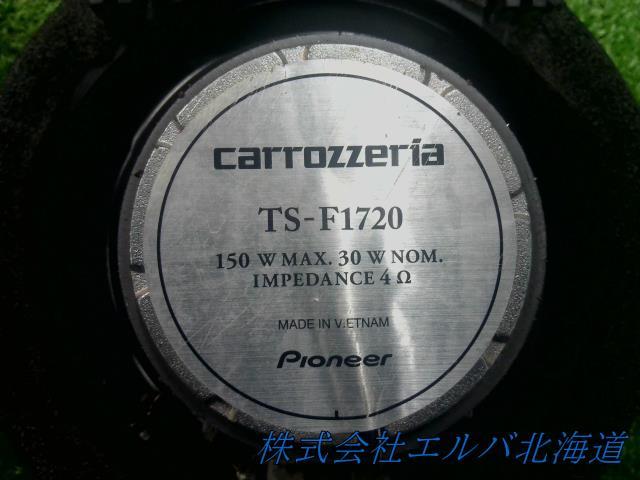 carrozzeria
TS-F1720
150 W MAX. 30 W NOM.
IMPEDANCE 4 Ω
MADE IN V.ETNAM
Pioneer
株式会社エルバ北海道